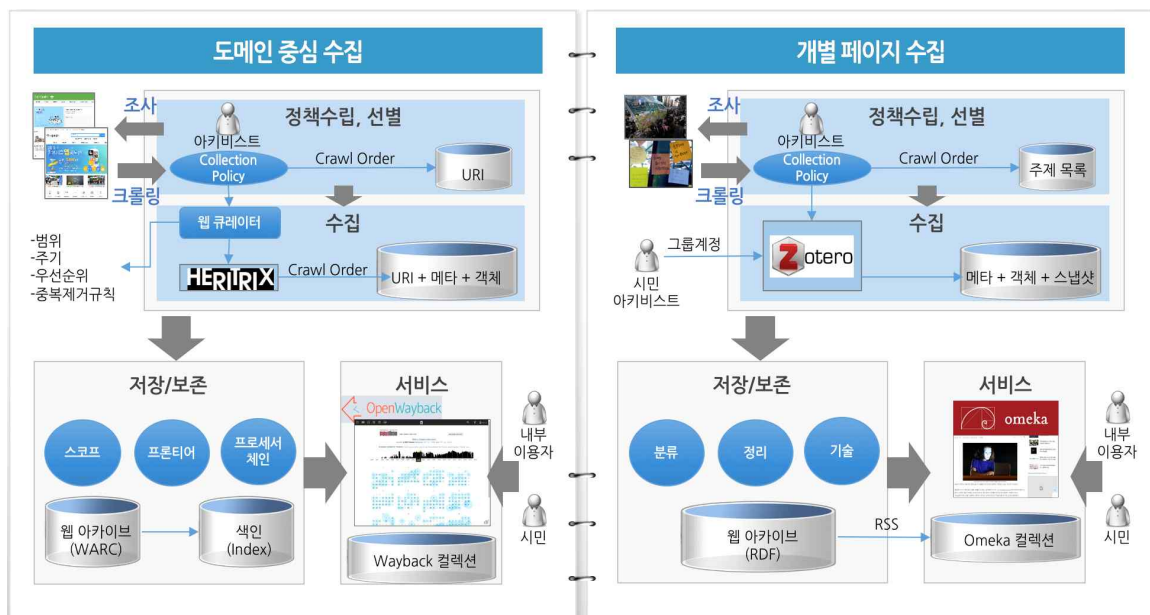 도메인 중심 수집
조사
정책수립, 선별
아키비스트
Collection
Policy
Crawl Order
URI
크롤링
웹 큐레이터
수집
-범위
-주기
-우선순위
-중복제거규칙
HERITRIX
Crawl Order
URI + 메타 + 객체
저장/보존
스코프
프론티어
프로세서
체인
웹 아카이브
(WARC)
색인
(Index)
서비스
OpenWayback
Wayback 컬렉션
내부
이용자
시민
개별 페이지 수집
조사
정책수립, 선별
아키비스트
Collection
Policy
Crawl Order
주제 목록
크롤링
수집
그룹계정
zotero
시민
아키비스트
메타 + 객체 + 스냅샷
저장/보존
분류
정리
기술
웹 아카이브
(RDF)
RSS
서비스
omeka
Omeka 컬렉션
내부
이용자
시민